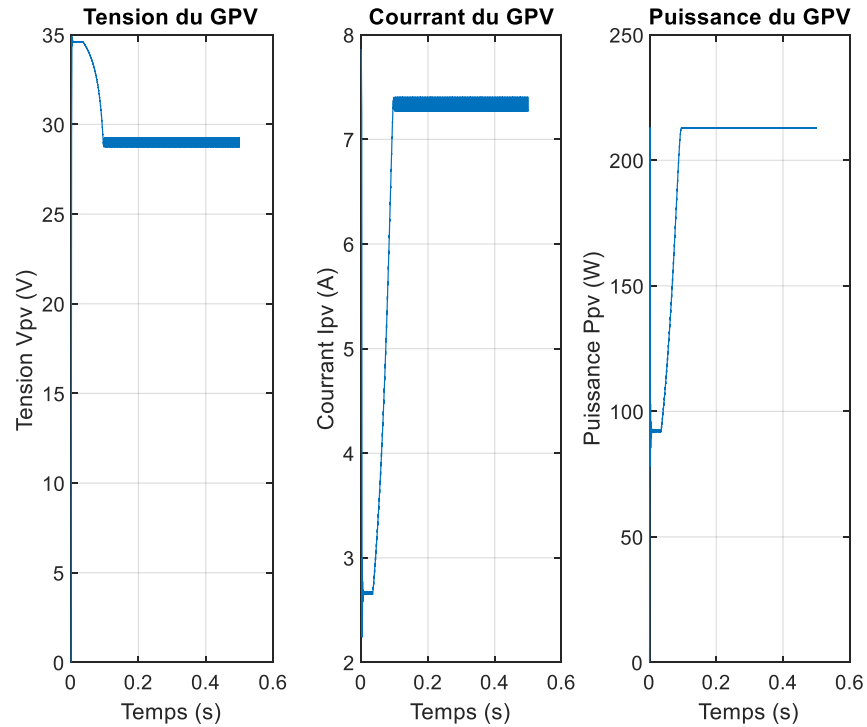 Tension du GPV
35
30
25
20
15
10
5
0
Tension Vpv (V)
0 0.2 0.4 0.6
Temps (s)
Courrant du GPV
8
7
6
5
4
3
2
Courrant Ipv (A)
0 0.2 0.4 0.6
Temps (s)
Puissance du GPV
250
200
150
100
50
0
Puissance Ppv (W)
0 0.2 0.4 0.6
Temps (s)